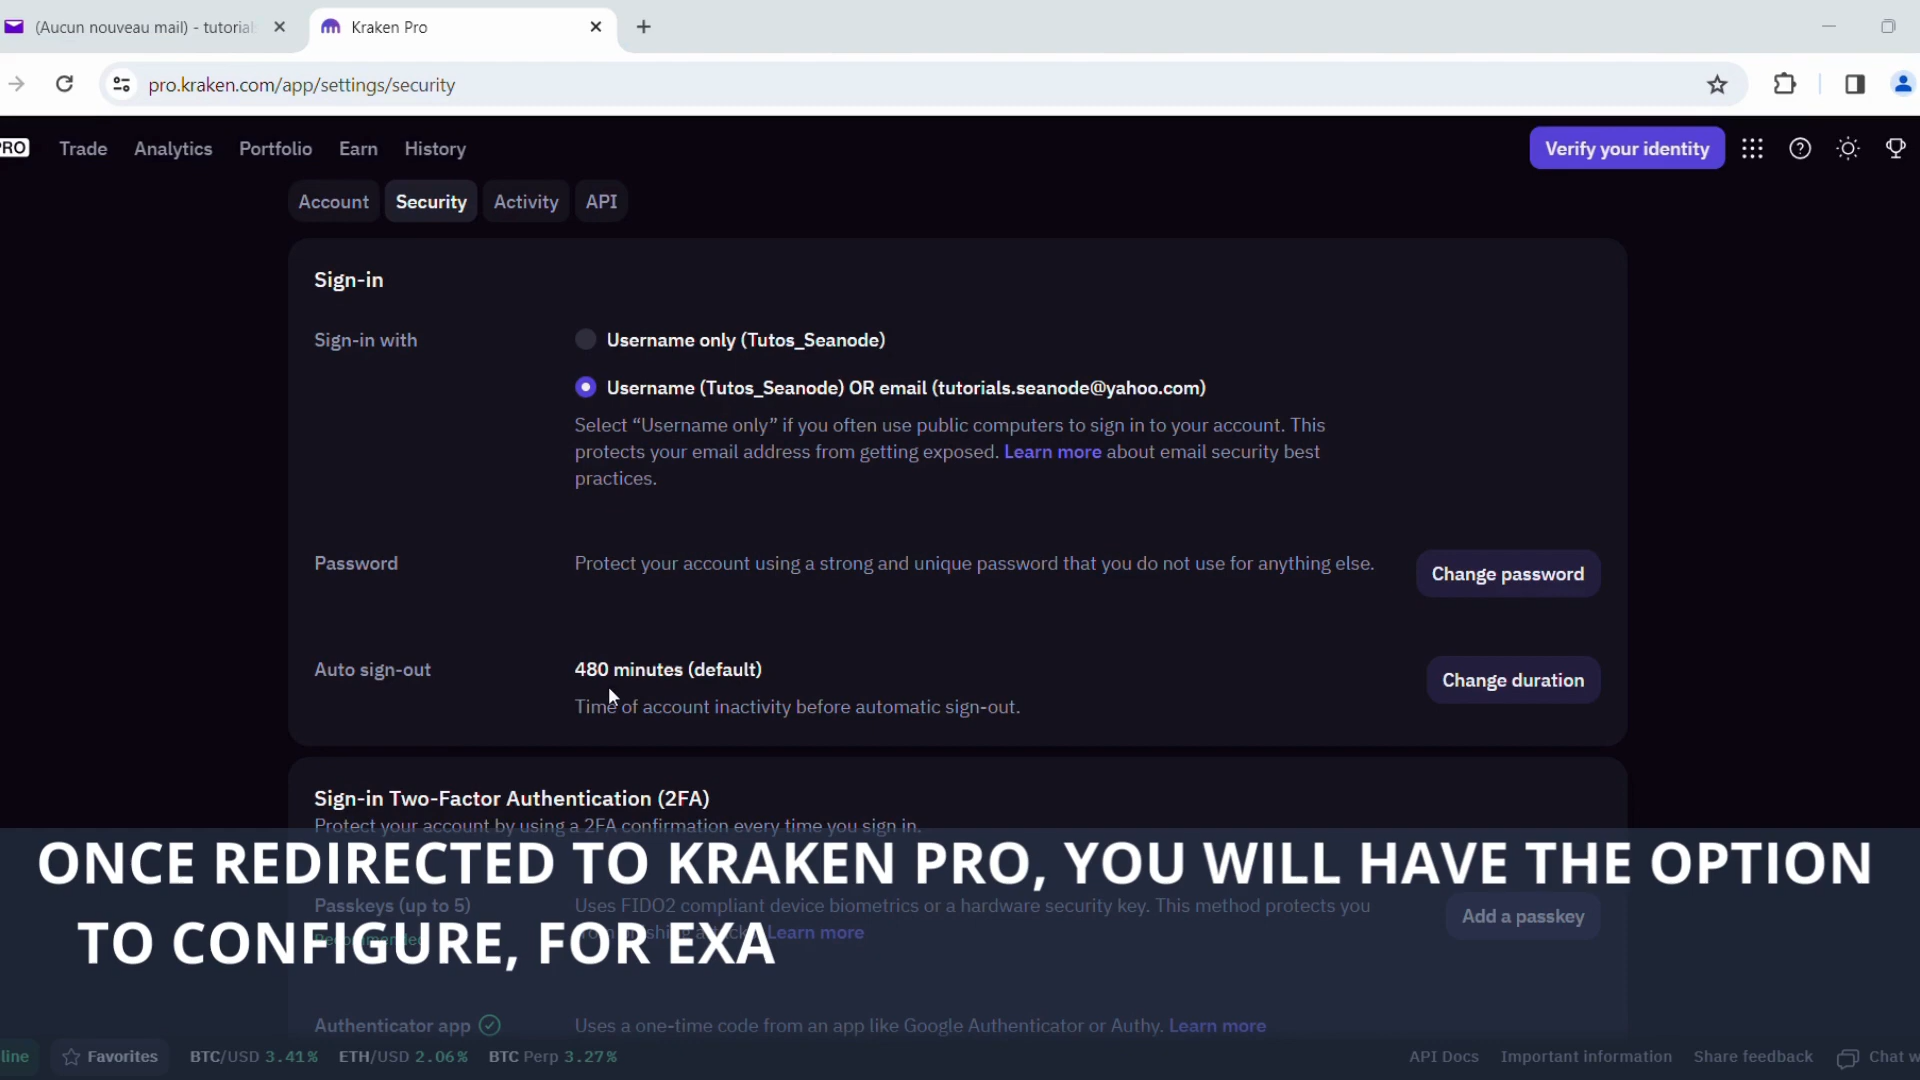 (Aucun nouveau mail) - tutorial
Kraken Pro
pro.kraken.com/app/settings/security
PRO
Trade
Analytics
Portfolio
Earn
History
Verify your identity
Account
Security
Activity
API
Sign-in
Sign-in with
Username only (Tutos_Seanode)
Username (Tutos_Seanode) OR email (tutorials.seanode@yahoo.com)
Select “Username only” if you often use public computers to sign in to your account. This
protects your email address from getting exposed. Learn more about email security best
practices.
Password
Protect your account using a strong and unique password that you do not use for anything else.
Change password
Auto sign-out
480 minutes (default)
Time of account inactivity before automatic sign-out.
Change duration
Sign-in Two-Factor Authentication (2FA)
Protect your account by using a 2FA confirmation every time you sign in.
ONCE REDIRECTED TO KRAKEN PRO, YOU WILL HAVE THE OPTION
TO CONFIGURE, FOR EXA
Passkeys (up to 5)
Uses FIDO2 compliant device biometrics or a hardware security key. This method protects you
Learn more
Add a passkey
Authenticator app
Uses a one-time code from an app like Google Authenticator or Authy. Learn more
line
Favorites
BTC/USD 3.41%
ETH/USD 2.06%
BTC Perp 3.27%
API Docs
Important information
Share feedback
Chat w